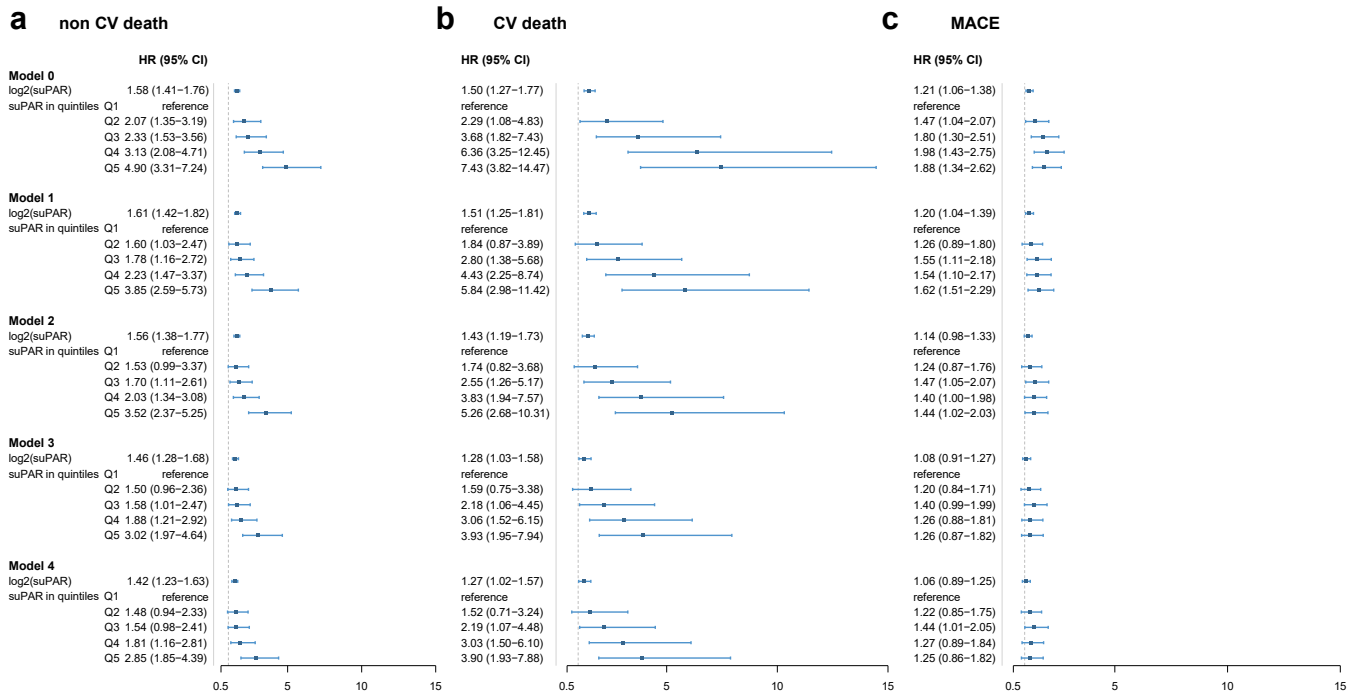 a non CV death b CV death c MACE
HR (95% CI) HR (95% CI) HR (95% CI)
Model 0
log2(suPAR) 1.58 (1.41−1.76) 1.50 (1.27−1.77) 1.21 (1.06−1.38)
suPAR in quintiles Q1 reference reference reference
Q2 2.07 (1.35−3.19) 2.29 (1.08−4.83) 1.47 (1.04−2.07)
Q3 2.33 (1.53−3.56) 3.68 (1.82−7.43) 1.80 (1.30−2.51)
Q4 3.13 (2.08−4.71) 6.36 (3.25−12.45) 1.98 (1.43−2.75)
Q5 4.90 (3.31−7.24) 7.43 (3.82−14.47) 1.88 (1.34−2.62)
Model 1
log2(suPAR) 1.61 (1.42−1.82) 1.51 (1.25−1.81) 1.20 (1.04−1.39)
suPAR in quintiles Q1 reference reference reference
Q2 1.60 (1.03−2.47) 1.84 (0.87−3.89) 1.26 (0.89−1.80)
Q3 1.78 (1.16−2.72) 2.80 (1.38−5.68) 1.55 (1.11−2.18)
Q4 2.23 (1.47−3.37) 4.43 (2.25−8.74) 1.54 (1.10−2.17)
Q5 3.85 (2.59−5.73) 5.84 (2.98−11.42) 1.62 (1.51−2.29)
Model 2
log2(suPAR) 1.56 (1.38−1.77) 1.43 (1.19−1.73) 1.14 (0.98−1.33)
suPAR in quintiles Q1 reference reference reference
Q2 1.53 (0.99−3.37) 1.74 (0.82−3.68) 1.24 (0.87−1.76)
Q3 1.70 (1.11−2.61) 2.55 (1.26−5.17) 1.47 (1.05−2.07)
Q4 2.03 (1.34−3.08) 3.83 (1.94−7.57) 1.40 (1.00−1.98)
Q5 3.52 (2.37−5.25) 5.26 (2.68−10.31) 1.44 (1.02−2.03)
Model 3
log2(suPAR) 1.46 (1.28−1.68) 1.28 (1.03−1.58) 1.08 (0.91−1.27)
suPAR in quintiles Q1 reference reference reference
Q2 1.50 (0.96−2.36) 1.59 (0.75−3.38) 1.20 (0.84−1.71)
Q3 1.58 (1.01−2.47) 2.18 (1.06−4.45) 1.40 (0.99−1.99)
Q4 1.88 (1.21−2.92) 3.06 (1.52−6.15) 1.26 (0.88−1.81)
Q5 3.02 (1.97−4.64) 3.93 (1.95−7.94) 1.26 (0.87−1.82)
Model 4
log2(suPAR) 1.42 (1.23−1.63) 1.27 (1.02−1.57) 1.06 (0.89−1.25)
suPAR in quintiles Q1 reference reference reference
Q2 1.48 (0.94−2.33) 1.52 (0.71−3.24) 1.22 (0.85−1.75)
Q3 1.54 (0.98−2.41) 2.19 (1.07−4.48) 1.44 (1.01−2.05)
Q4 1.81 (1.16−2.81) 3.03 (1.50−6.10) 1.27 (0.89−1.84)
Q5 2.85 (1.85−4.39) 3.90 (1.93−7.88) 1.25 (0.86−1.82)
0.5 5 10 15 0.5 5 10 15 0.5 5 10 15